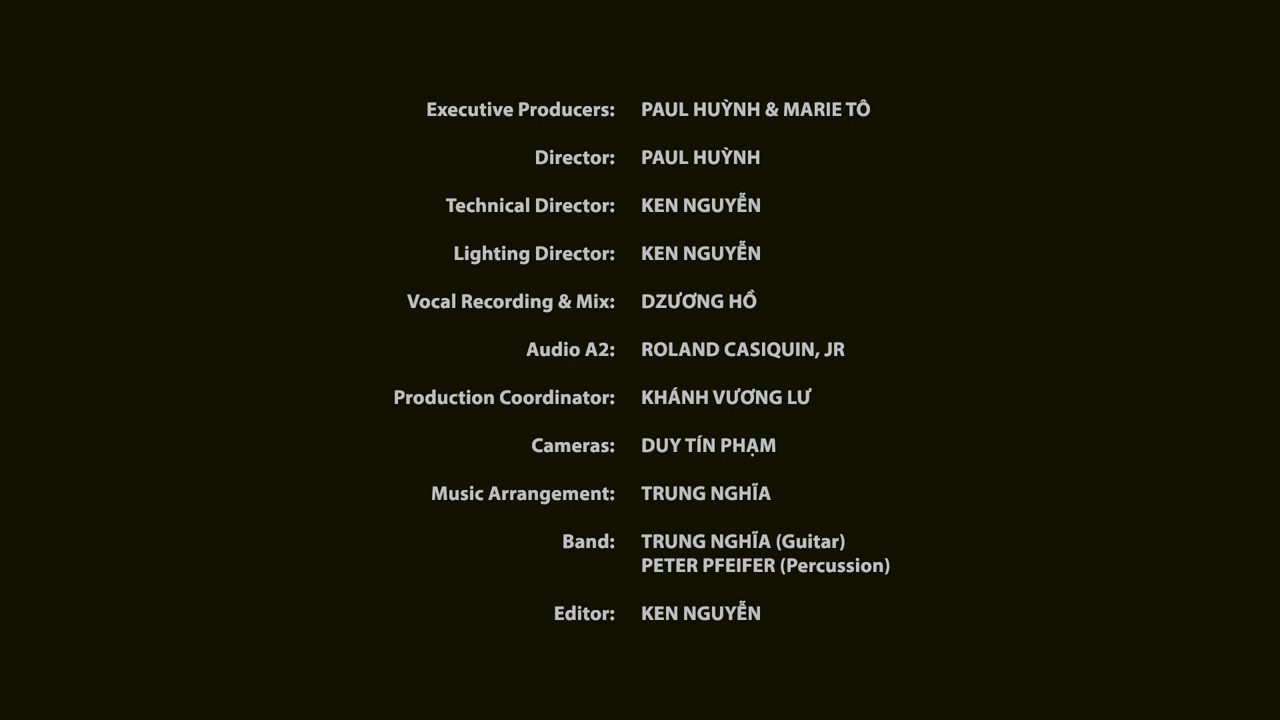 Executive Producers: PAUL HUỲNH & MARIE TÔ
Director: PAUL HUỲNH
Technical Director: KEN NGUYỄN
Lighting Director: KEN NGUYỄN
Vocal Recording & Mix: DZƯƠNG HỒ
Audio A2: ROLAND CASIQUIN, JR
Production Coordinator: KHÁNH VƯƠNG LƯ
Cameras: DUY TÍN PHẠM
Music Arrangement: TRUNG NGHĨA
Band: TRUNG NGHĨA (Guitar)
PETER PFEIFER (Percussion)
Editor: KEN NGUYỄN